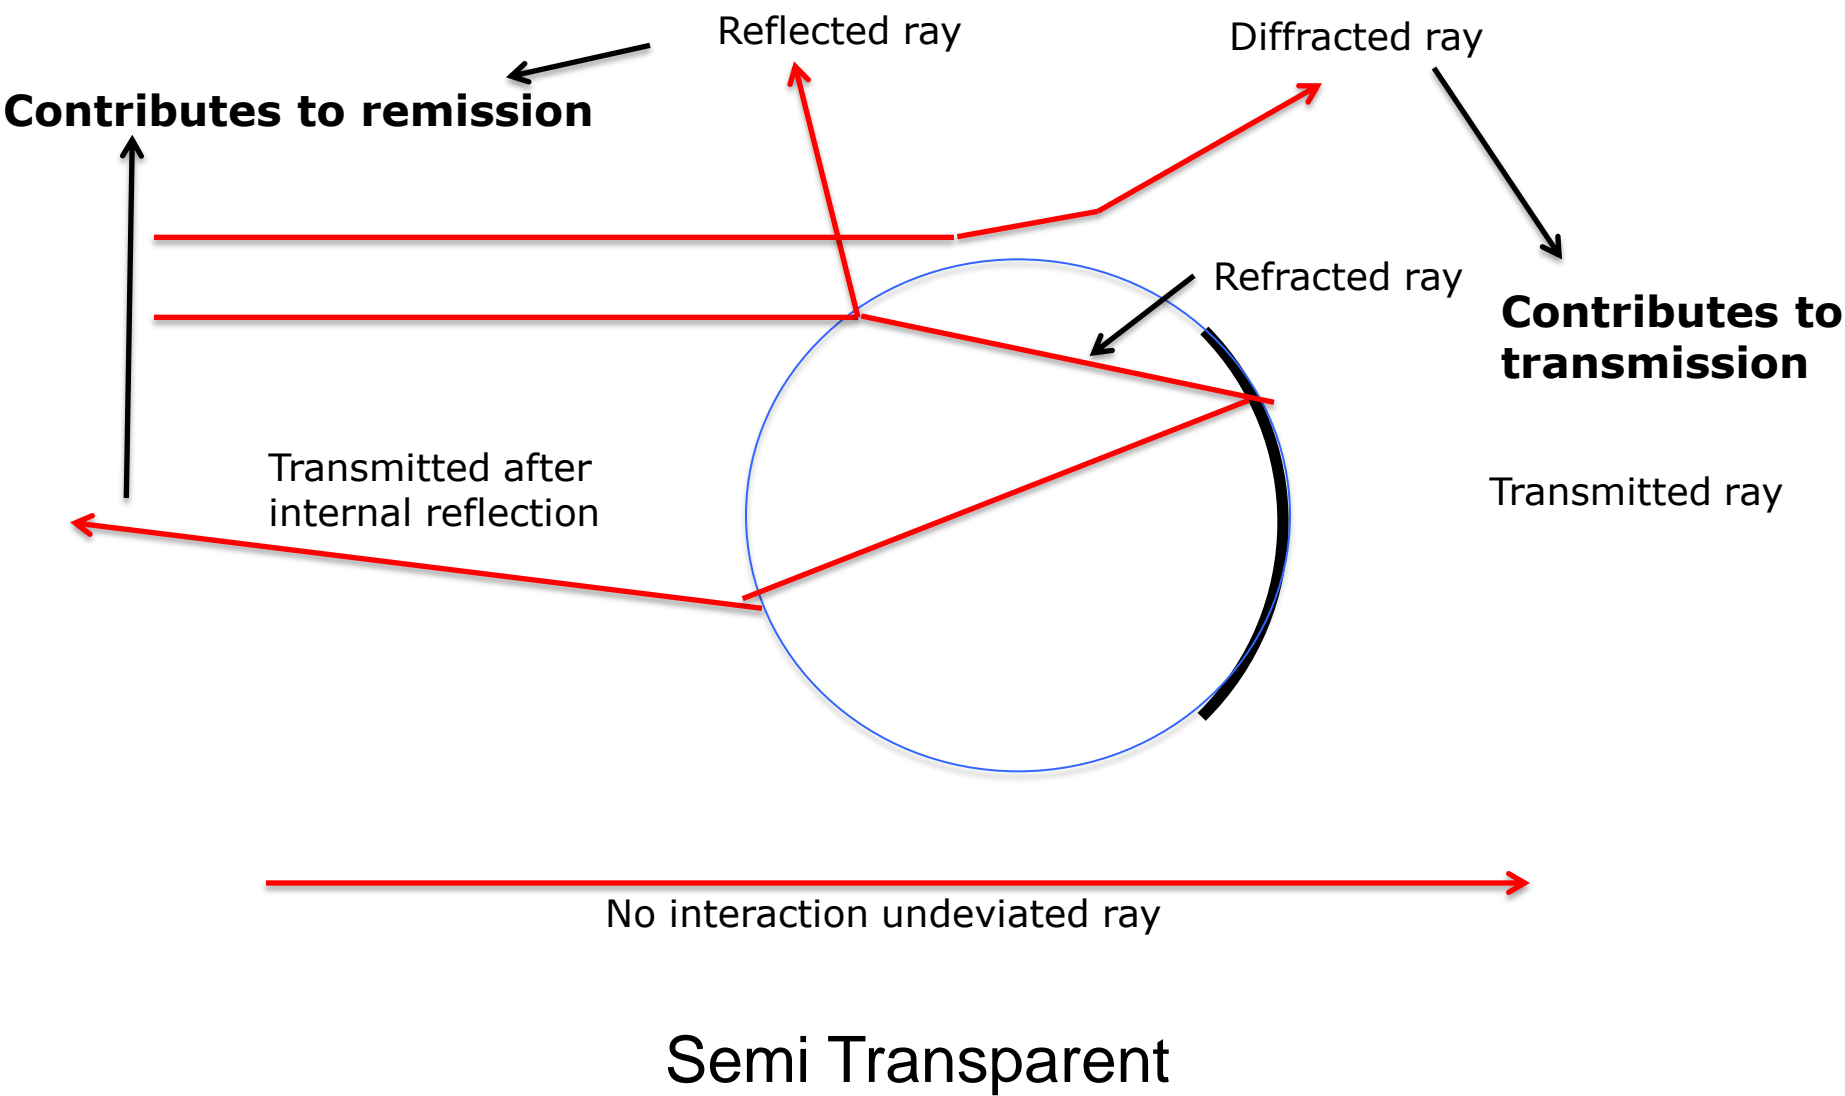 Reflected ray
Diffracted ray
Contributes to remission
Refracted ray
Contributes to
transmission
Transmitted after
internal reflection
Transmitted ray
No interaction undeviated ray
Semi Transparent